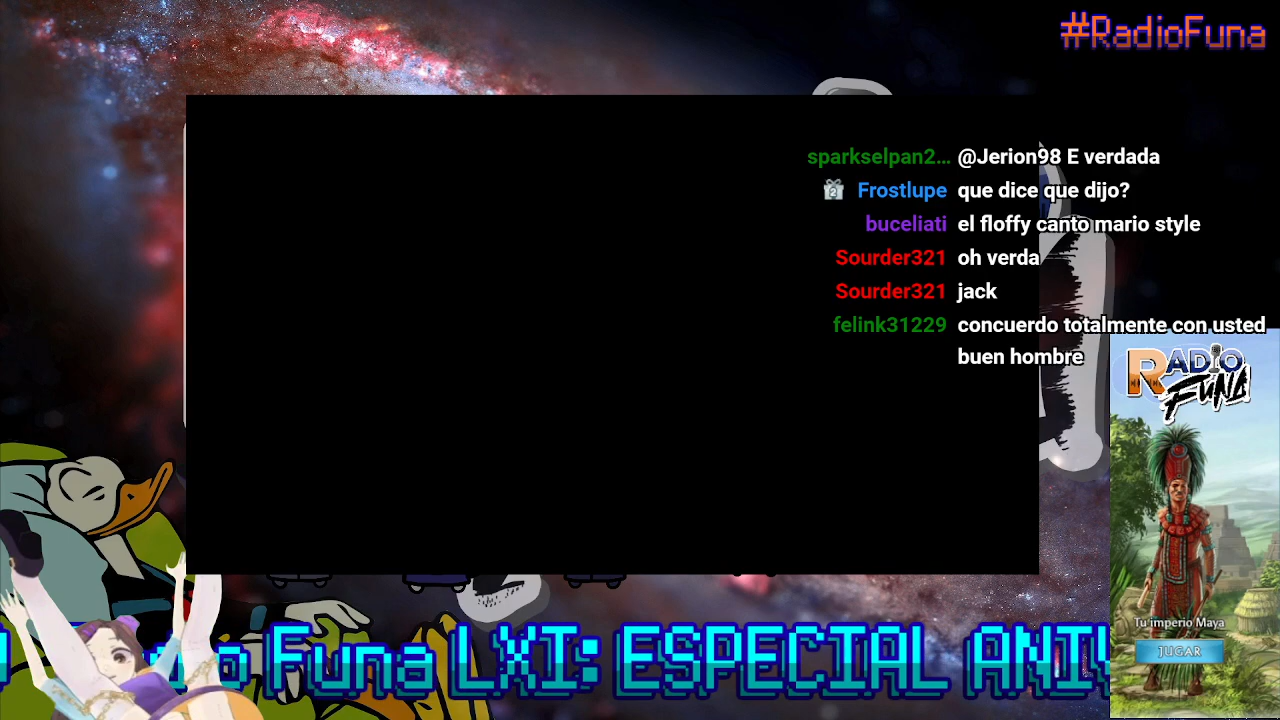 #RadioFuna
sparkselpan2... @Jerion98 E verdada
2 Frostlupe que dice que dijo?
buceliati el floffy canto mario style
Sourder321 oh verda
Sourder321 jack
felink31229 concuerdo totalmente con usted
buen hombre
RADIO
FUNA
Tu imperio Maya
JUGAR
Funa LXI: ESPECIAL